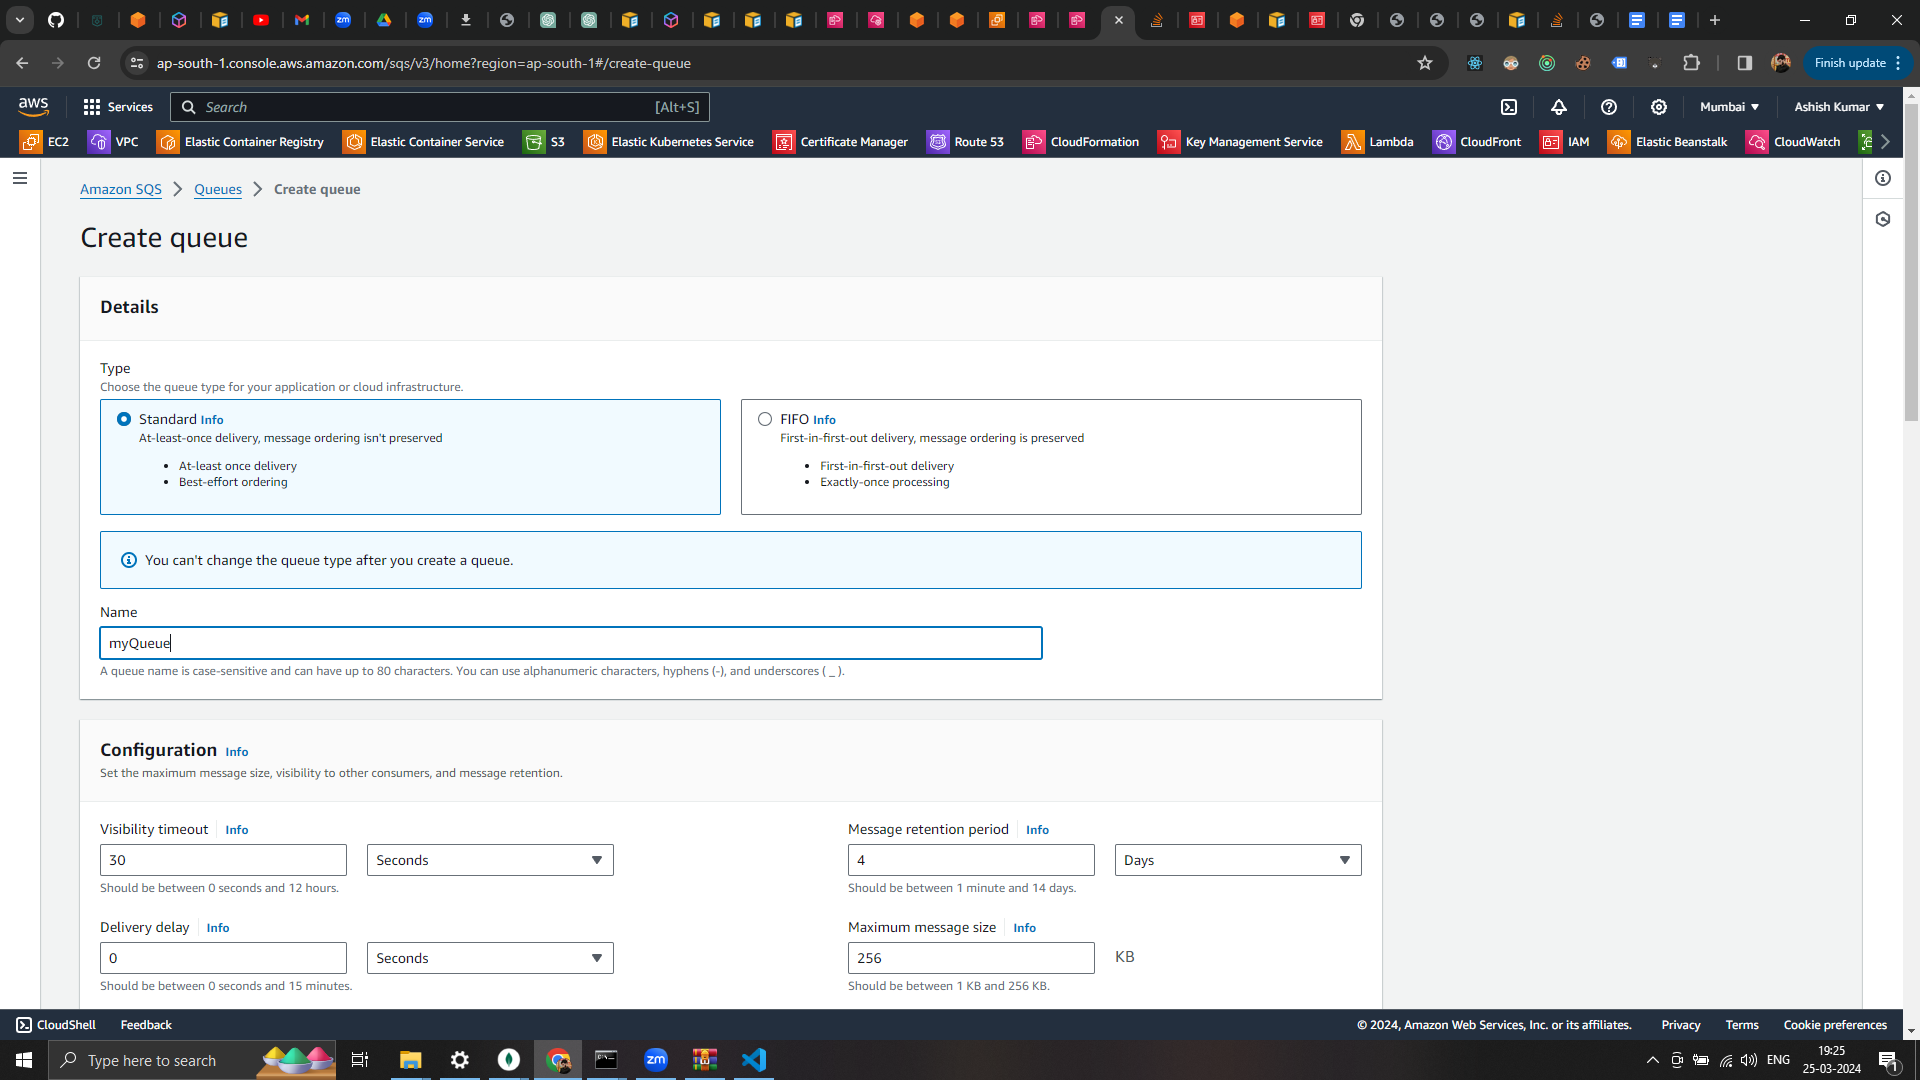 ap-south-1.console.aws.amazon.com/sqs/v3/home?region=ap-south-1#/create-queue
Finish update
aws
Services
Search
[Alt+S]
Mumbai
Ashish Kumar
EC2
VPC
Elastic Container Registry
Elastic Container Service
S3
Elastic Kubernetes Service
Certificate Manager
Route 53
CloudFormation
Key Management Service
Lambda
CloudFront
IAM
Elastic Beanstalk
CloudWatch
Amazon SQS
Queues
Create queue
Create queue
Details
Type
Choose the queue type for your application or cloud infrastructure.
Standard Info
At-least-once delivery, message ordering isn't preserved
• At-least once delivery
• Best-effort ordering
FIFO Info
First-in-first-out delivery, message ordering is preserved
• First-in-first-out delivery
• Exactly-once processing
You can't change the queue type after you create a queue.
Name
myQueue
A queue name is case-sensitive and can have up to 80 characters. You can use alphanumeric characters, hyphens (-), and underscores ( _ ).
Configuration Info
Set the maximum message size, visibility to other consumers, and message retention.
Visibility timeout Info
30
Seconds
Should be between 0 seconds and 12 hours.
Message retention period Info
4
Days
Should be between 1 minute and 14 days.
Delivery delay Info
0
Seconds
Should be between 0 seconds and 15 minutes.
Maximum message size Info
256
KB
Should be between 1 KB and 256 KB.
CloudShell
Feedback
© 2024, Amazon Web Services, Inc. or its affiliates.
Privacy
Terms
Cookie preferences
Type here to search
zm
ENG
19:25
25-03-2024
1